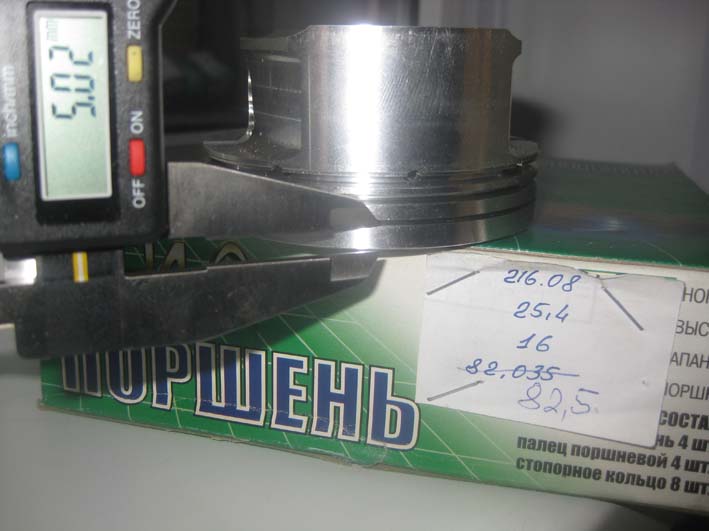 5.02
mm
inch/mm
ZERO
OFF
ON
216.08
25,4
16
82.035
82,5
ПОРШЕНЬ
палец поршневой 4 шт
стопорное кольцо 8 шт.